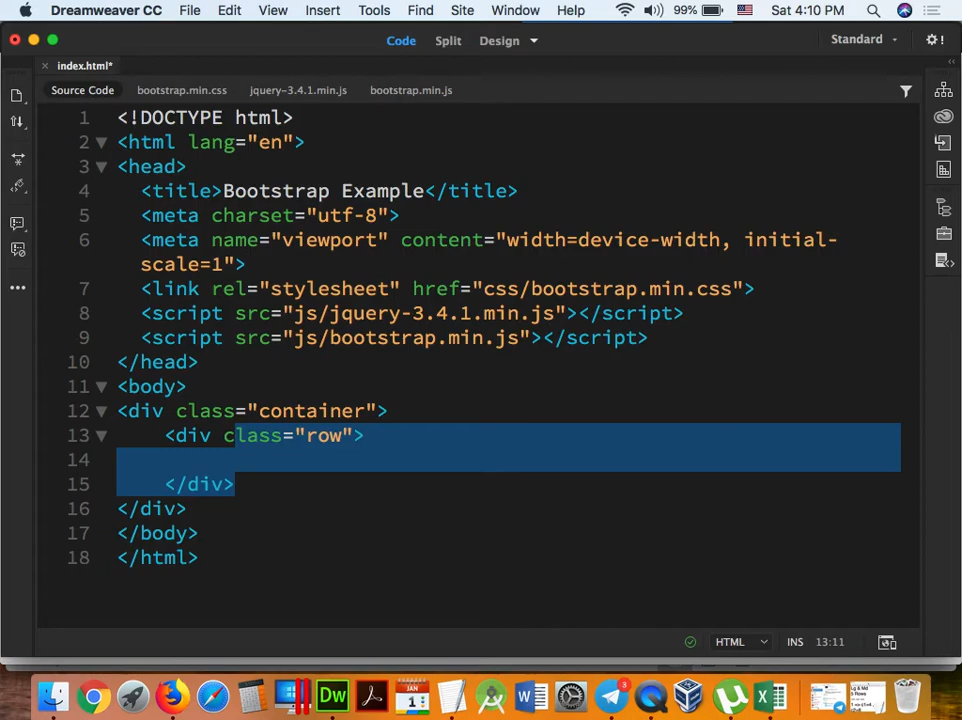 Dreamweaver CC File Edit View Insert Tools Find Site Window Help 99% Sat 4:10 PM
Code Split Design Standard
index.html*
Source Code bootstrap.min.css jquery-3.4.1.min.js bootstrap.min.js
1 <!DOCTYPE html>
2 <html lang="en">
3 <head>
4 <title>Bootstrap Example</title>
5 <meta charset="utf-8">
6 <meta name="viewport" content="width=device-width, initial-
scale=1">
7 <link rel="stylesheet" href="css/bootstrap.min.css">
8 <script src="js/jquery-3.4.1.min.js"></script>
9 <script src="js/bootstrap.min.js"></script>
10 </head>
11 <body>
12 <div class="container">
13 <div class="row">
14
15 </div>
16 </div>
17 </body>
18 </html>
HTML INS 13:11
Dw JAN 1 W 3 X
Lg & Md